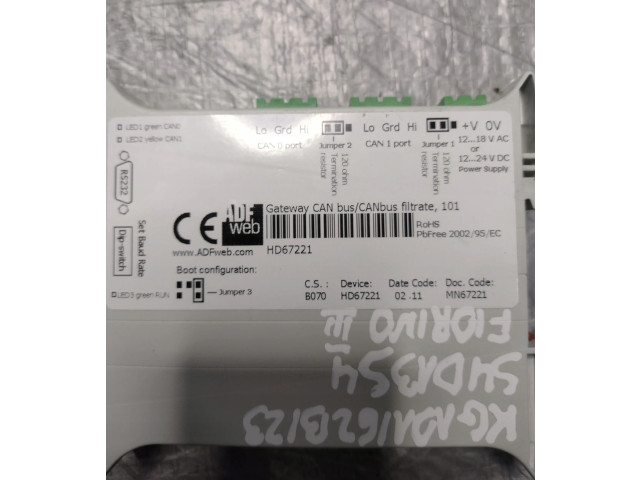 LED1 green CAN0
LED2 yellow CAN1
RS232
Set Baud Rate
Dip-switch
LED3 green RUN
Lo Grd Hi
CAN 0 port
Jumper 2
120 ohm
Termination
resistor
Lo Grd Hi
CAN 1 port
Jumper 1
120 ohm
Termination
resistor
+V 0V
12...18 V AC
or
12...24 V DC
Power Supply
Gateway CAN bus/CANbus filtrate, 101
CE
ADF
web
www.ADFweb.com
HD67221
RoHS
PbFree 2002/95/EC
Boot configuration:
Jumper 3
C.S.: Device: Date Code: Doc. Code:
B070 HD67221 02.11 MN67221
FIORINO III